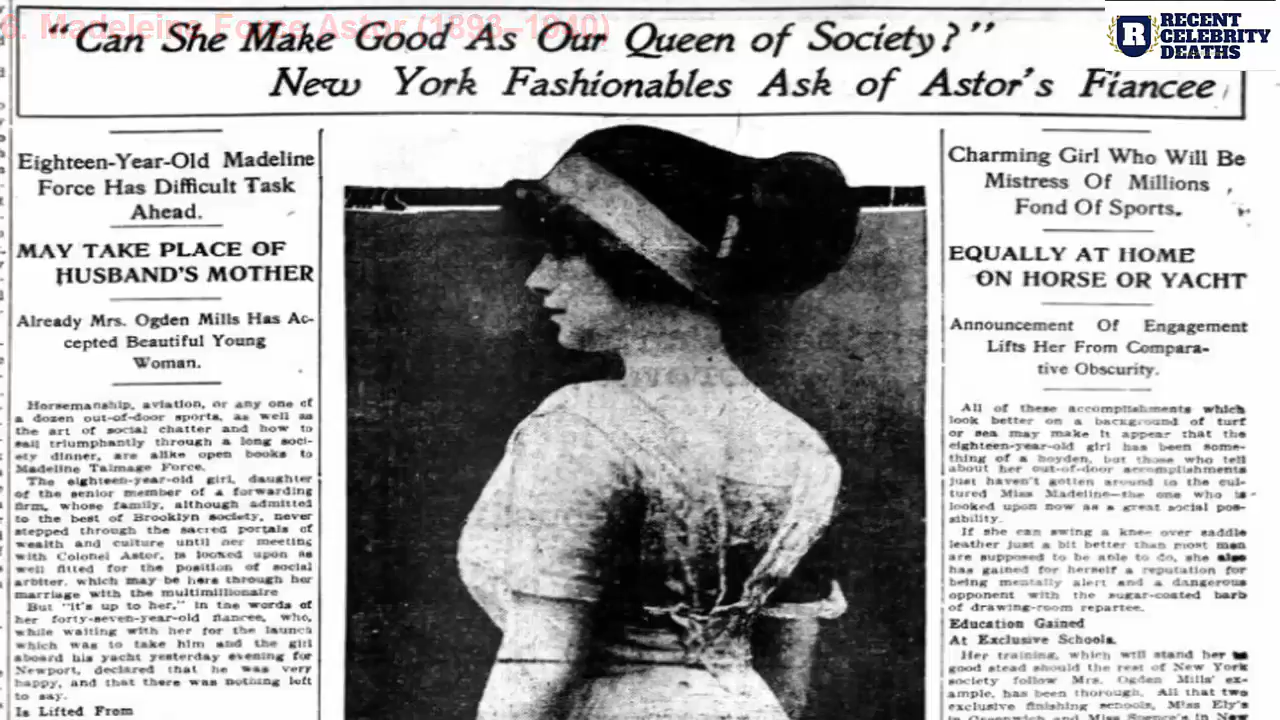 6. Madeleine Force Astor (1893–1940)
RECENT
CELEBRITY
DEATHS
"Can She Make Good As Our Queen of Society?"
New York Fashionables Ask of Astor's Fiancee
Eighteen-Year-Old Madeline
Force Has Difficult Task
Ahead.
MAY TAKE PLACE OF
HUSBAND'S MOTHER
Already Mrs. Ogden Mills Has Ac-
cepted Beautiful Young
Woman.
Horsemanship, aviation, or any one of
a dozen out-of-door sports, as well as
the art of social chatter and how to
sail triumphantly through a long soci-
ety dinner, are alike open books to
Madeline Talmage Force.
The eighteen-year-old girl, daughter
of the senior member of a forwarding
firm, whose family, although admitted
to the best of Brooklyn society, never
stepped through the sacred portals of
wealth and culture until her meeting
with Colonel Astor, is looked upon as
well fitted for the position of social
arbiter, which may be hers through her
marriage with the multimillionaire
But "it's up to her," in the words of
her forty-seven-year-old fiancee, who,
while waiting with her for the launch
which was to take him and the girl
aboard his yacht yesterday evening for
Newport, declared that he was very
happy, and that there was nothing left
to say.
Is Lifted From
Charming Girl Who Will Be
Mistress Of Millions
Fond Of Sports.
EQUALLY AT HOME
ON HORSE OR YACHT
Announcement Of Engagement
Lifts Her From Compara-
tive Obscurity.
All of these accomplishments which
look better on a background of turf
or sea may make it appear that the
eighteen-year-old girl has been some-
thing of a hoyden, but those who tell
about her out-of-door accomplishments
just haven't gotten around to the cul-
tured Miss Madeline—the one who is
looked upon now as a great social pos-
sibility.
If she can swing a knee over saddle
leather just a bit better than most men
are supposed to be able to do, she also
has gained for herself a reputation for
being mentally alert and a dangerous
opponent with the sugar-coated barb
of drawing-room repartee.
Education Gained
At Exclusive Schools.
Her training, which will stand her in
good stead should the rest of New York
society follow Mrs. Ogden Mills' ex-
ample, has been thorough. All that two
exclusive finishing schools, Miss Ely's
in Greenwich and Miss Spence's in New